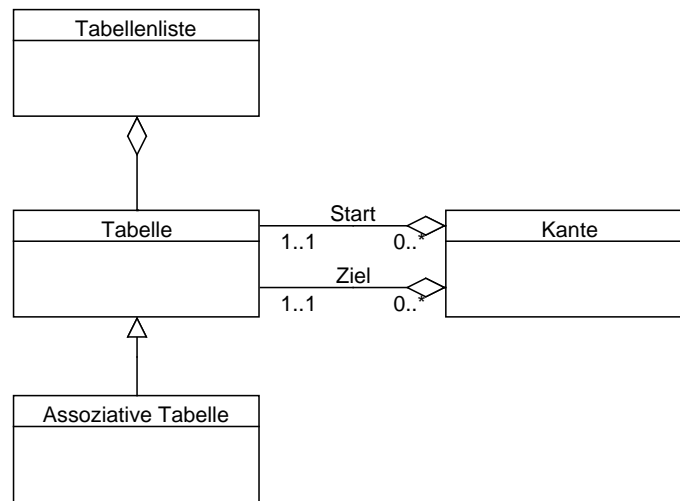 Tabellenliste
Tabelle
Start
1..1
0..*
Kante
Ziel
1..1
0..*
Assoziative Tabelle